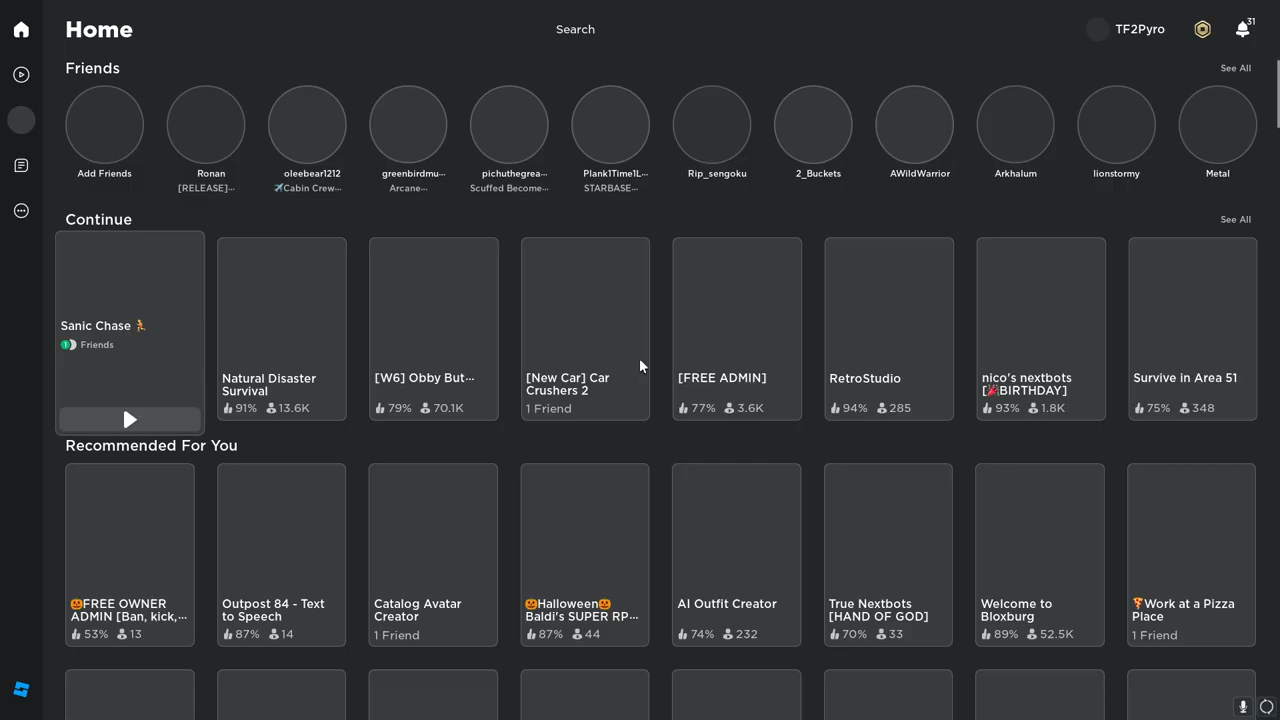 Home
Search
TF2Pyro
31
Friends
See All
Add Friends
Ronan
[RELEASE]...
oleebear1212
✈️Cabin Crew...
greenbirdmu...
Arcane...
pichuthegrea...
Scuffed Become...
Plank1Time1L...
STARBASE...
Rip_sengoku
2_Buckets
AWildWarrior
Arkhalum
lionstormy
Metal
Continue
See All
Sanic Chase 🏃
1 Friends
Natural Disaster
Survival
91% 13.6K
[W6] Obby But...
79% 70.1K
[New Car] Car
Crushers 2
1 Friend
[FREE ADMIN]
77% 3.6K
RetroStudio
94% 285
nico's nextbots
[🎉BIRTHDAY]
93% 1.8K
Survive in Area 51
75% 348
Recommended For You
🎃FREE OWNER
ADMIN [Ban, kick,...
53% 13
Outpost 84 - Text
to Speech
87% 14
Catalog Avatar
Creator
1 Friend
🎃Halloween🎃
Baldi's SUPER RP...
87% 44
AI Outfit Creator
74% 232
True Nextbots
[HAND OF GOD]
70% 33
Welcome to
Bloxburg
89% 52.5K
🍕Work at a Pizza
Place
1 Friend